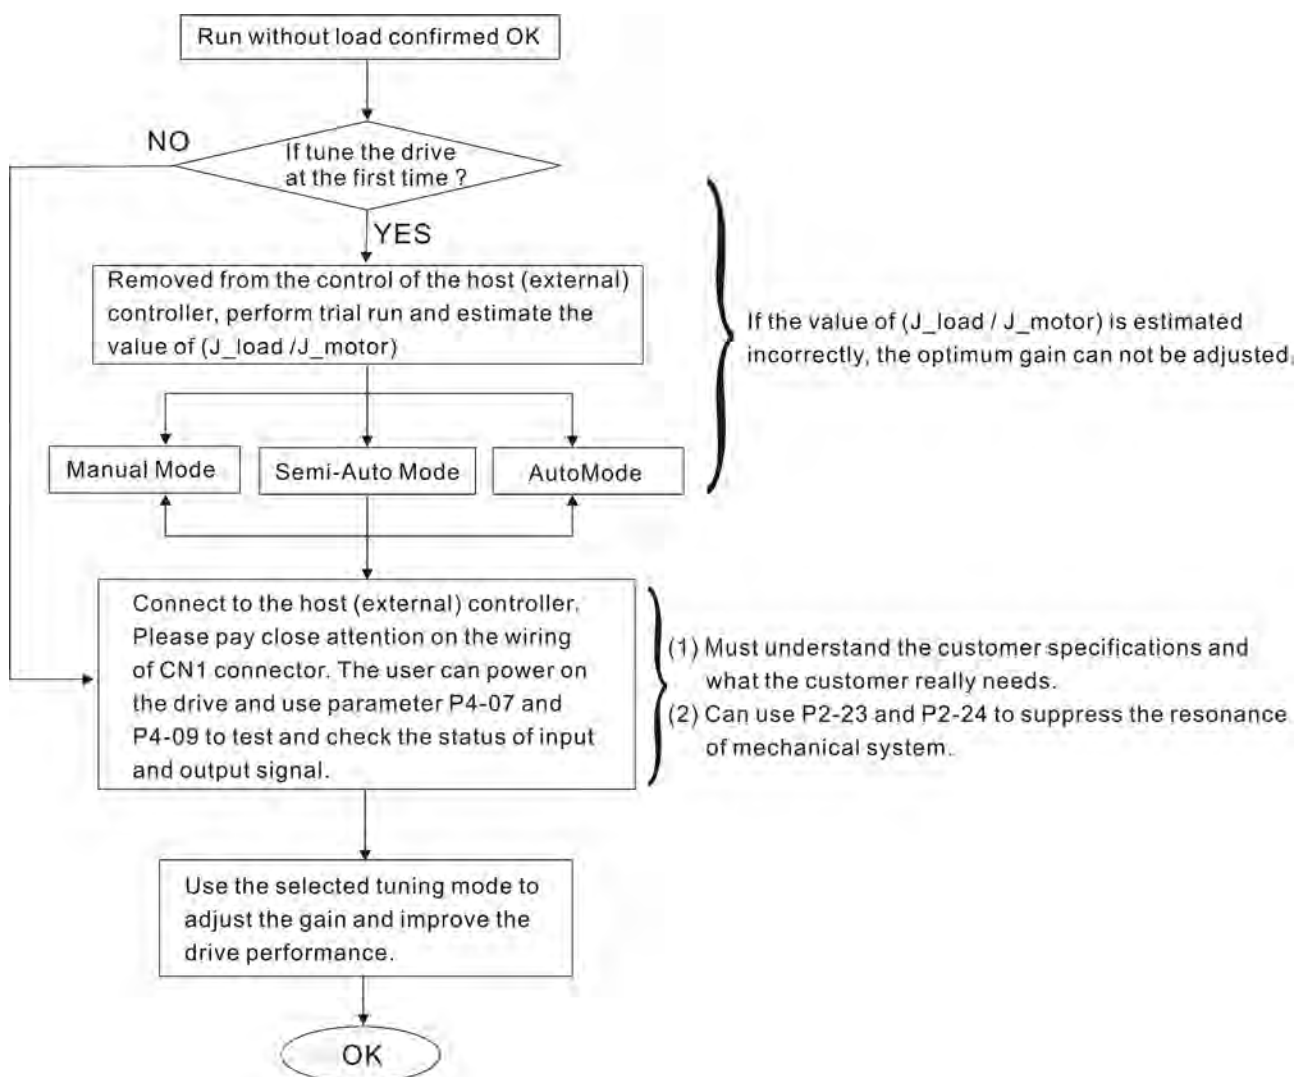 Run without load confirmed OK
NO
If tune the drive
at the first time ?
YES
Removed from the control of the host (external)
controller, perform trial run and estimate the
value of (J_load /J_motor)
If the value of (J_load / J_motor) is estimated
incorrectly, the optimum gain can not be adjusted.
Manual Mode
Semi-Auto Mode
AutoMode
Connect to the host (external) controller.
Please pay close attention on the wiring
of CN1 connector. The user can power on
the drive and use parameter P4-07 and
P4-09 to test and check the status of input
and output signal.
(1) Must understand the customer specifications and
what the customer really needs.
(2) Can use P2-23 and P2-24 to suppress the resonance
of mechanical system.
Use the selected tuning mode to
adjust the gain and improve the
drive performance.
OK